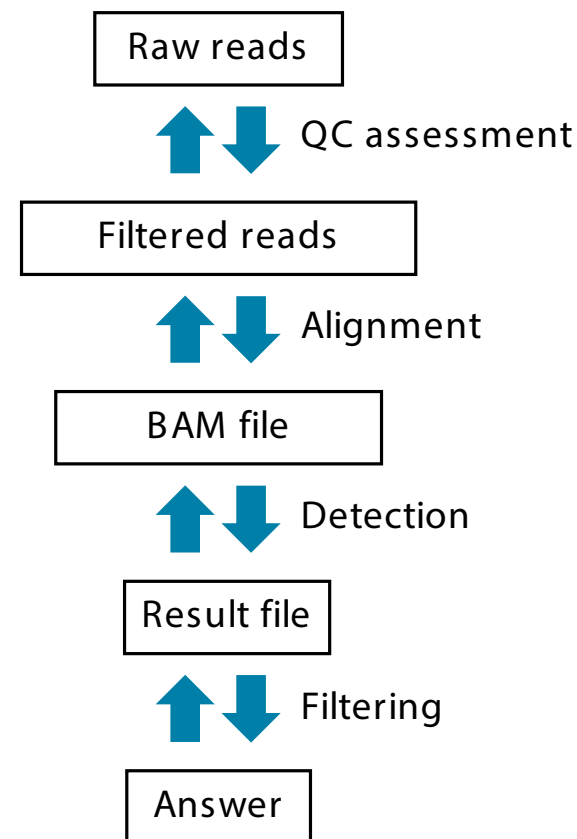 Raw reads
QC assessment
Filtered reads
Alignment
BAM file
Detection
Result file
Filtering
Answer